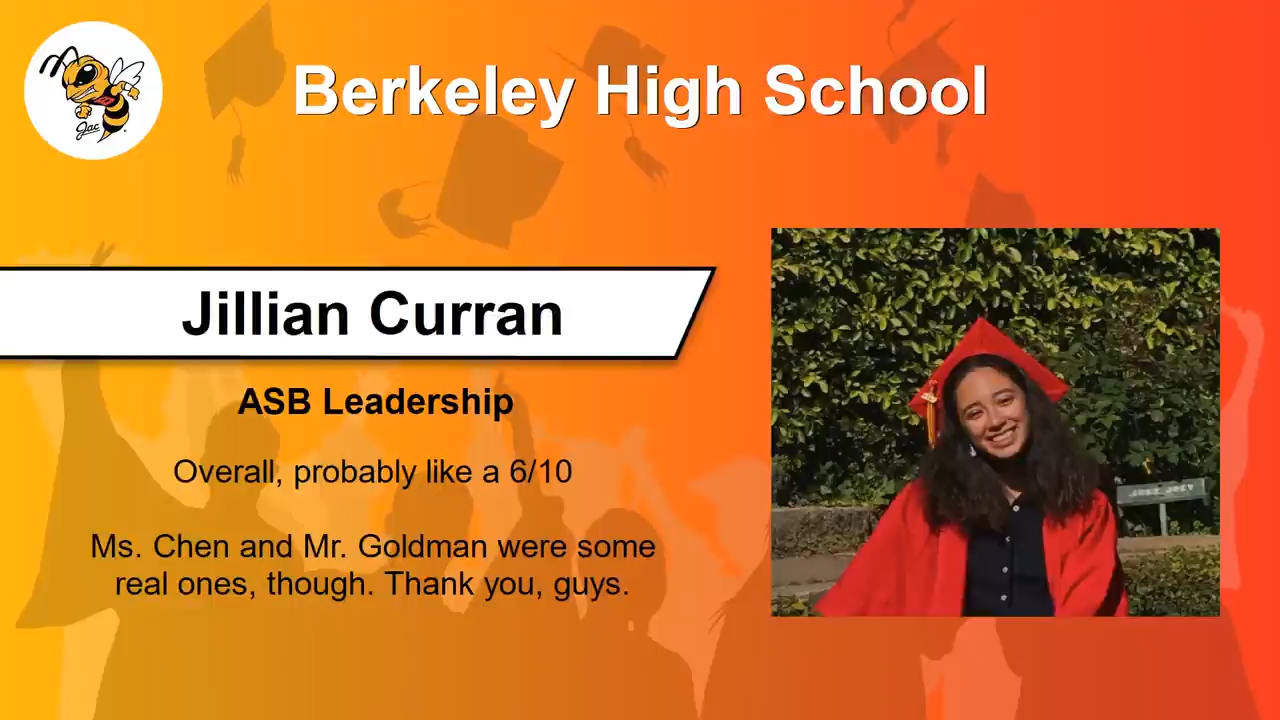 Jac
Berkeley High School
Jillian Curran
ASB Leadership
Overall, probably like a 6/10
Ms. Chen and Mr. Goldman were some
real ones, though. Thank you, guys.